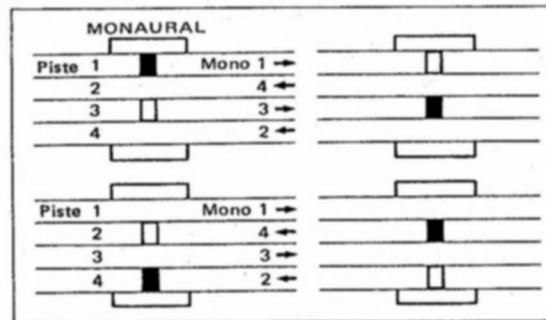 MONAURAL
Piste 1 Mono 1 →
2 4 ←
3 3 →
4 2 ←
Piste 1 Mono 1 →
2 4 ←
3 3 →
4 2 ←